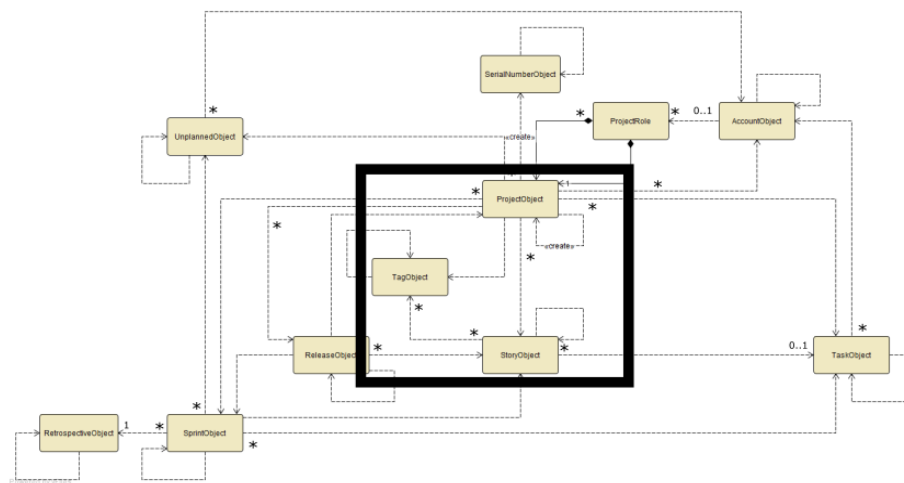 SerialNumberObject
*
UnplannedObject
«create»
*
ProjectRole
*
0..1
AccountObject
*
ProjectObject
1
*
*
*
«create»
*
TagObject
*
*
ReleaseObject
*
StoryObject
*
0..1
TaskObject
*
RetrospectiveObject
1
*
SprintObject
*
*